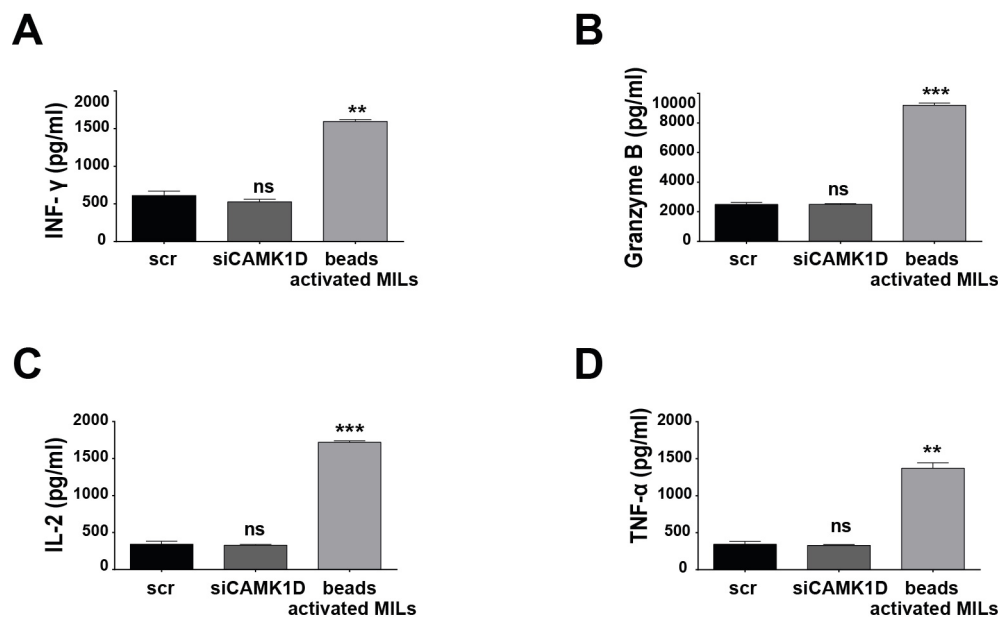 A
INF- γ (pg/ml)
2000
1500
1000
500
0
ns
**
scr
siCAMK1D
beads
activated MILs
B
Granzyme B (pg/ml)
10000
8000
6000
4000
2000
0
ns
***
scr
siCAMK1D
beads
activated MILs
C
IL-2 (pg/ml)
2000
1500
1000
500
0
ns
***
scr
siCAMK1D
beads
activated MILs
D
TNF-α (pg/ml)
2000
1500
1000
500
0
ns
**
scr
siCAMK1D
beads
activated MILs